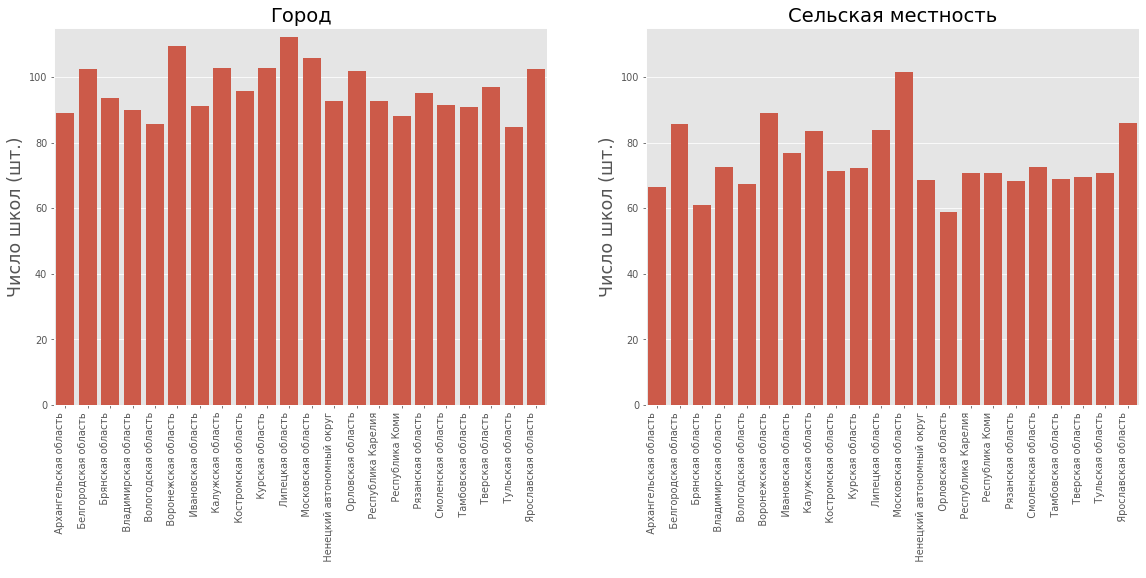 Город
Число школ (шт.)
100
80
60
40
20
0
Архангельская область
Белгородская область
Брянская область
Владимирская область
Вологодская область
Воронежская область
Ивановская область
Калужская область
Костромская область
Курская область
Липецкая область
Московская область
Ненецкий автономный округ
Орловская область
Республика Карелия
Республика Коми
Рязанская область
Смоленская область
Тамбовская область
Тверская область
Тульская область
Ярославская область
Сельская местность
Число школ (шт.)
100
80
60
40
20
0
Архангельская область
Белгородская область
Брянская область
Владимирская область
Вологодская область
Воронежская область
Ивановская область
Калужская область
Костромская область
Курская область
Липецкая область
Московская область
Ненецкий автономный округ
Орловская область
Республика Карелия
Республика Коми
Рязанская область
Смоленская область
Тамбовская область
Тверская область
Тульская область
Ярославская область